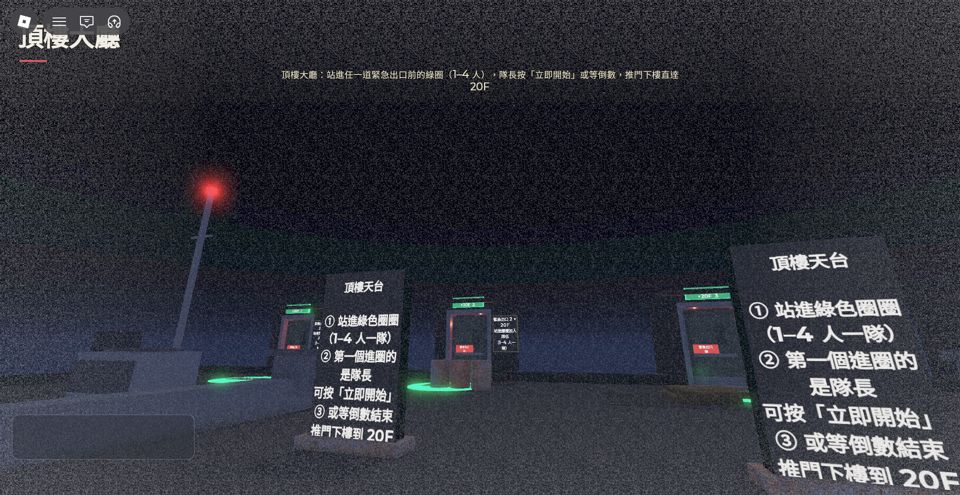 頂樓大廳
頂樓大廳：站進任一道緊急出口前的綠圈（1–4 人），隊長按「立即開始」或等倒數，推門下樓直達
20F
頂樓天台
① 站進綠色圈圈
（1–4 人一隊）
② 第一個進圈的
是隊長
可按「立即開始」
③ 或等倒數結束
推門下樓到 20F
頂樓天台
① 站進綠色圈圈
（1–4 人一隊）
② 第一個進圈的
是隊長
可按「立即開始」
③ 或等倒數結束
推門下樓到 20F